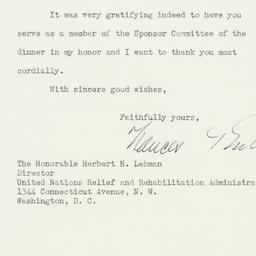 It was very gratifying indeed to have you
serve as a member of the Sponsor Committee of the
dinner in my honor and I want to thank you most
cordially.
With sincere good wishes,
Faithfully yours,
Frances
The Honorable Herbert H. Lehman
Director
United Nations Relief and Rehabilitation Administra
1344 Connecticut Avenue, N. W.
Washington, D. C.